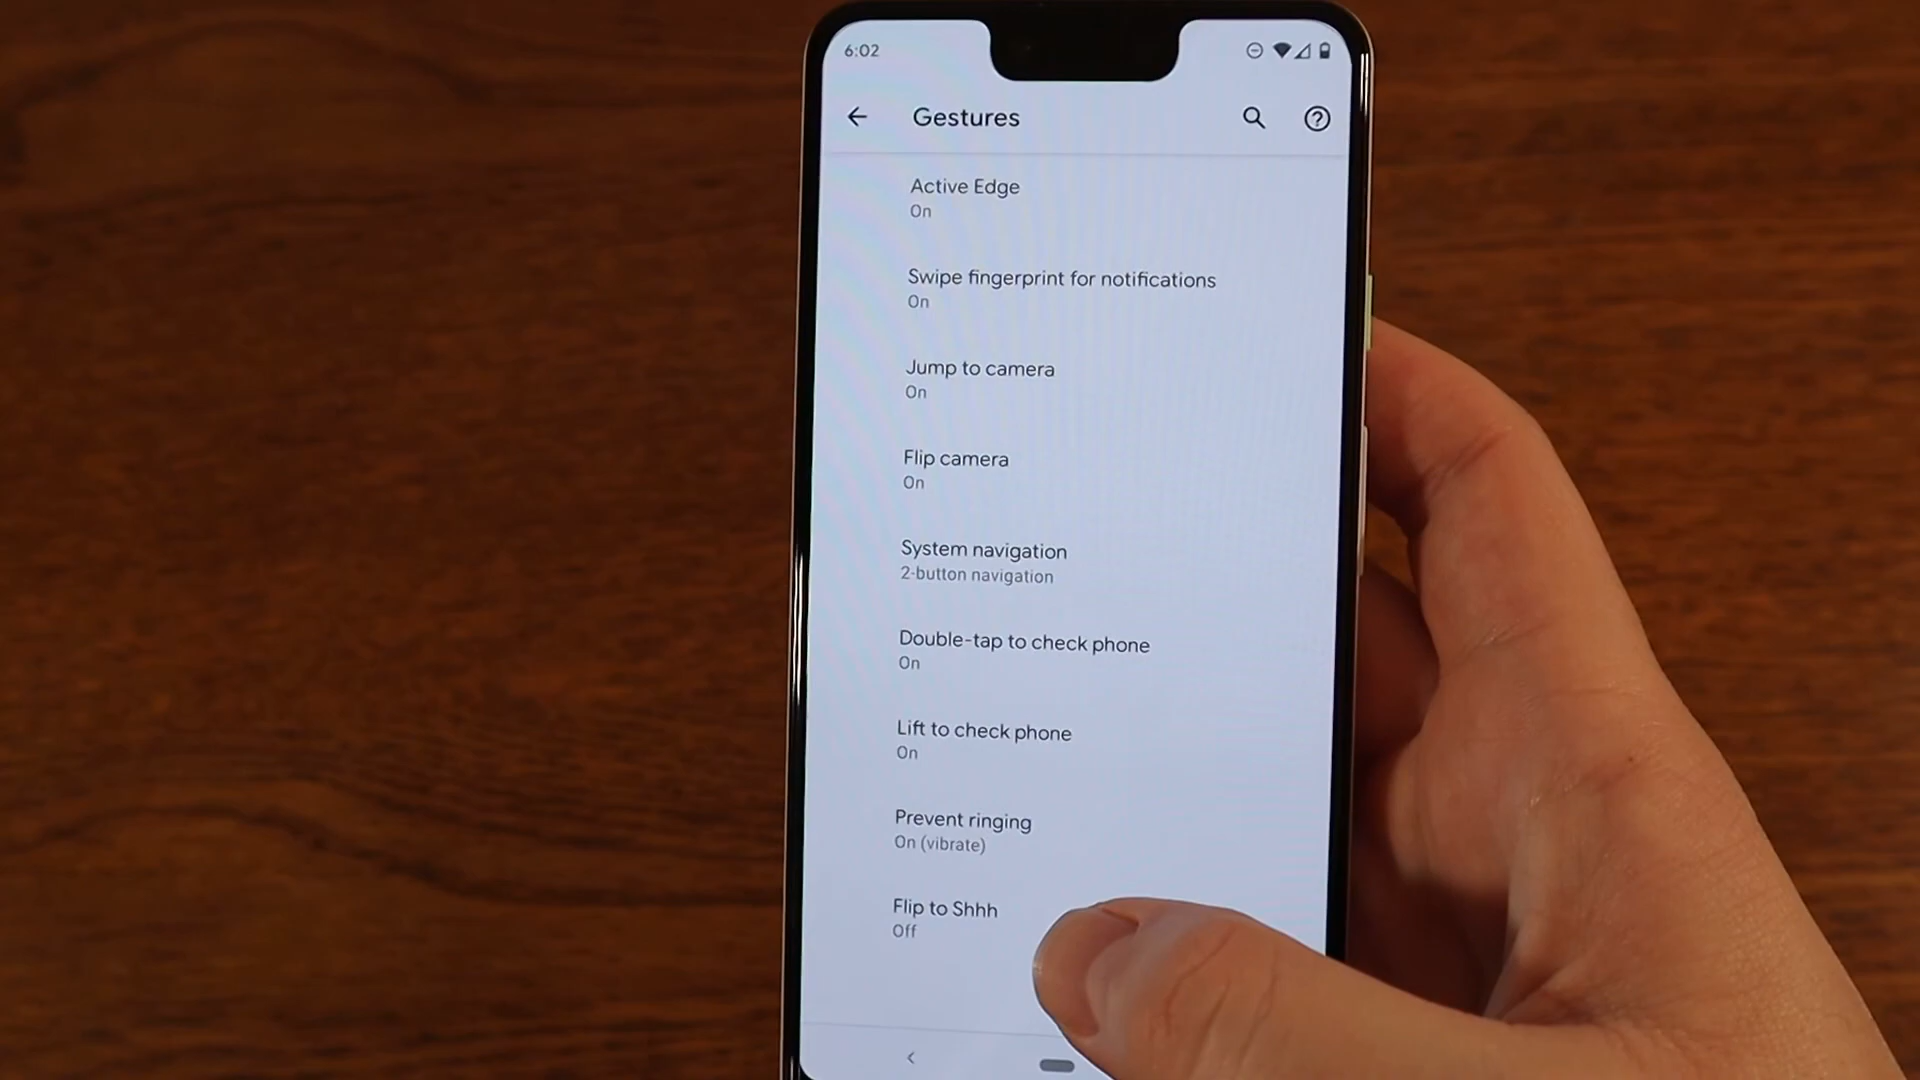 6:02
Gestures
Active Edge
On
Swipe fingerprint for notifications
On
Jump to camera
On
Flip camera
On
System navigation
2-button navigation
Double-tap to check phone
On
Lift to check phone
On
Prevent ringing
On (vibrate)
Flip to Shhh
Off